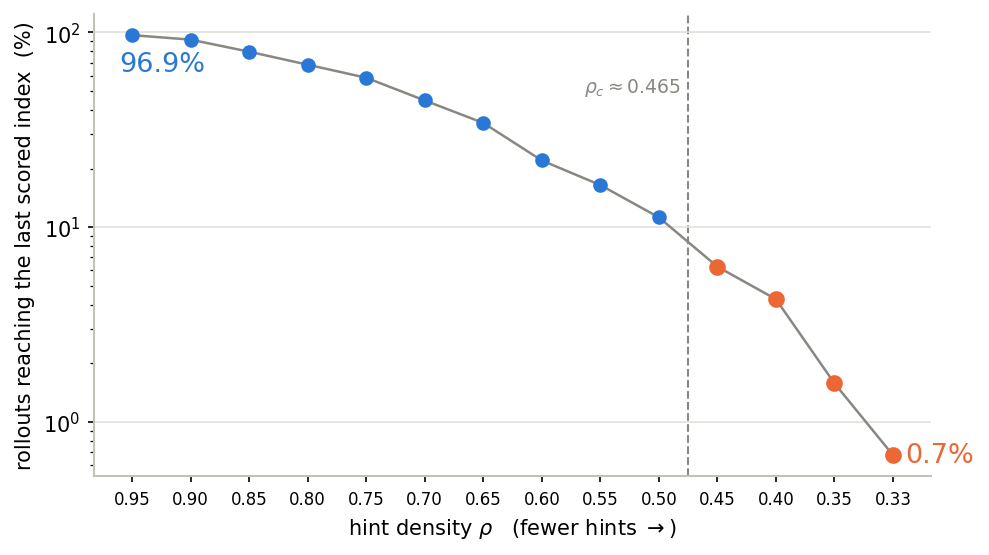 rollouts reaching the last scored index (%)
10²
10¹
10⁰
96.9%
ρc ≈ 0.465
0.7%
0.95 0.90 0.85 0.80 0.75 0.70 0.65 0.60 0.55 0.50 0.45 0.40 0.35 0.33
hint density ρ (fewer hints →)